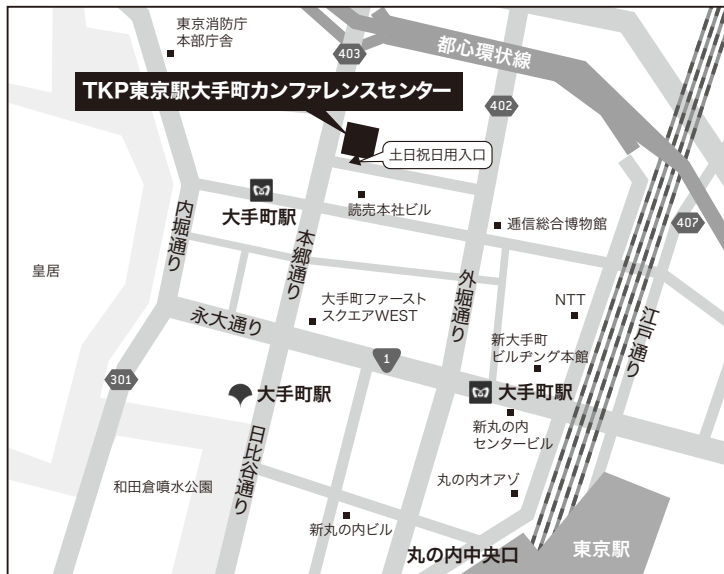 東京消防庁
本部庁舎
403
都心環状線
TKP東京駅大手町カンファレンスセンター
402
土日祝日用入口
大手町駅
読売本社ビル
逓信総合博物館
407
内堀通り
本郷通り
皇居
外堀通り
大手町ファースト
スクエアWEST
NTT
江戸通り
永大通り
新大手町
ビルヂング本館
1
301
大手町駅
大手町駅
新丸の内
センタービル
日比谷通り
和田倉噴水公園
丸の内オアゾ
新丸の内ビル
丸の内中央口
東京駅